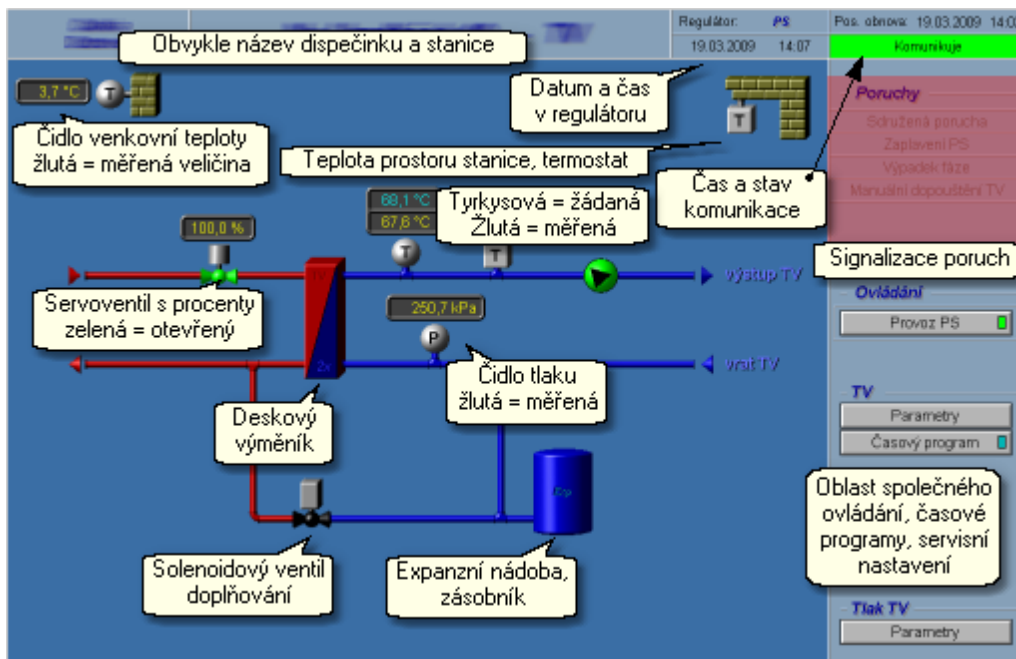 Regulátor: PS
Pos. obnova: 19.03.2009 14:0
19.03.2009 14:07
Komunikuje
TV
Obvykle název dispečinku a stanice
Datum a čas
v regulátoru
3,7 °C
T
Čidlo venkovní teploty
žlutá = měřená veličina
T
Teplota prostoru stanice, termostat
Čas a stav
komunikace
Poruchy
Sdružená porucha
Zaplavení PS
Výpadek fáze
Manuální dopouštění TV
Signalizace poruch
68,1 °C
67,6 °C
Tyrkysová = žádaná
Žlutá = měřená
100,0 %
T
T
výstup TV
Servoventil s procenty
zelená = otevřený
250,7 kPa
P
2x
vrat TV
Čidlo tlaku
žlutá = měřená
Deskový
výměník
Ovládání
Provoz PS
TV
Parametry
Časový program
Oblast společného
ovládání, časové
programy, servisní
nastavení
Solenoidový ventil
doplňování
Expanzní nádoba,
zásobník
Tlak TV
Parametry